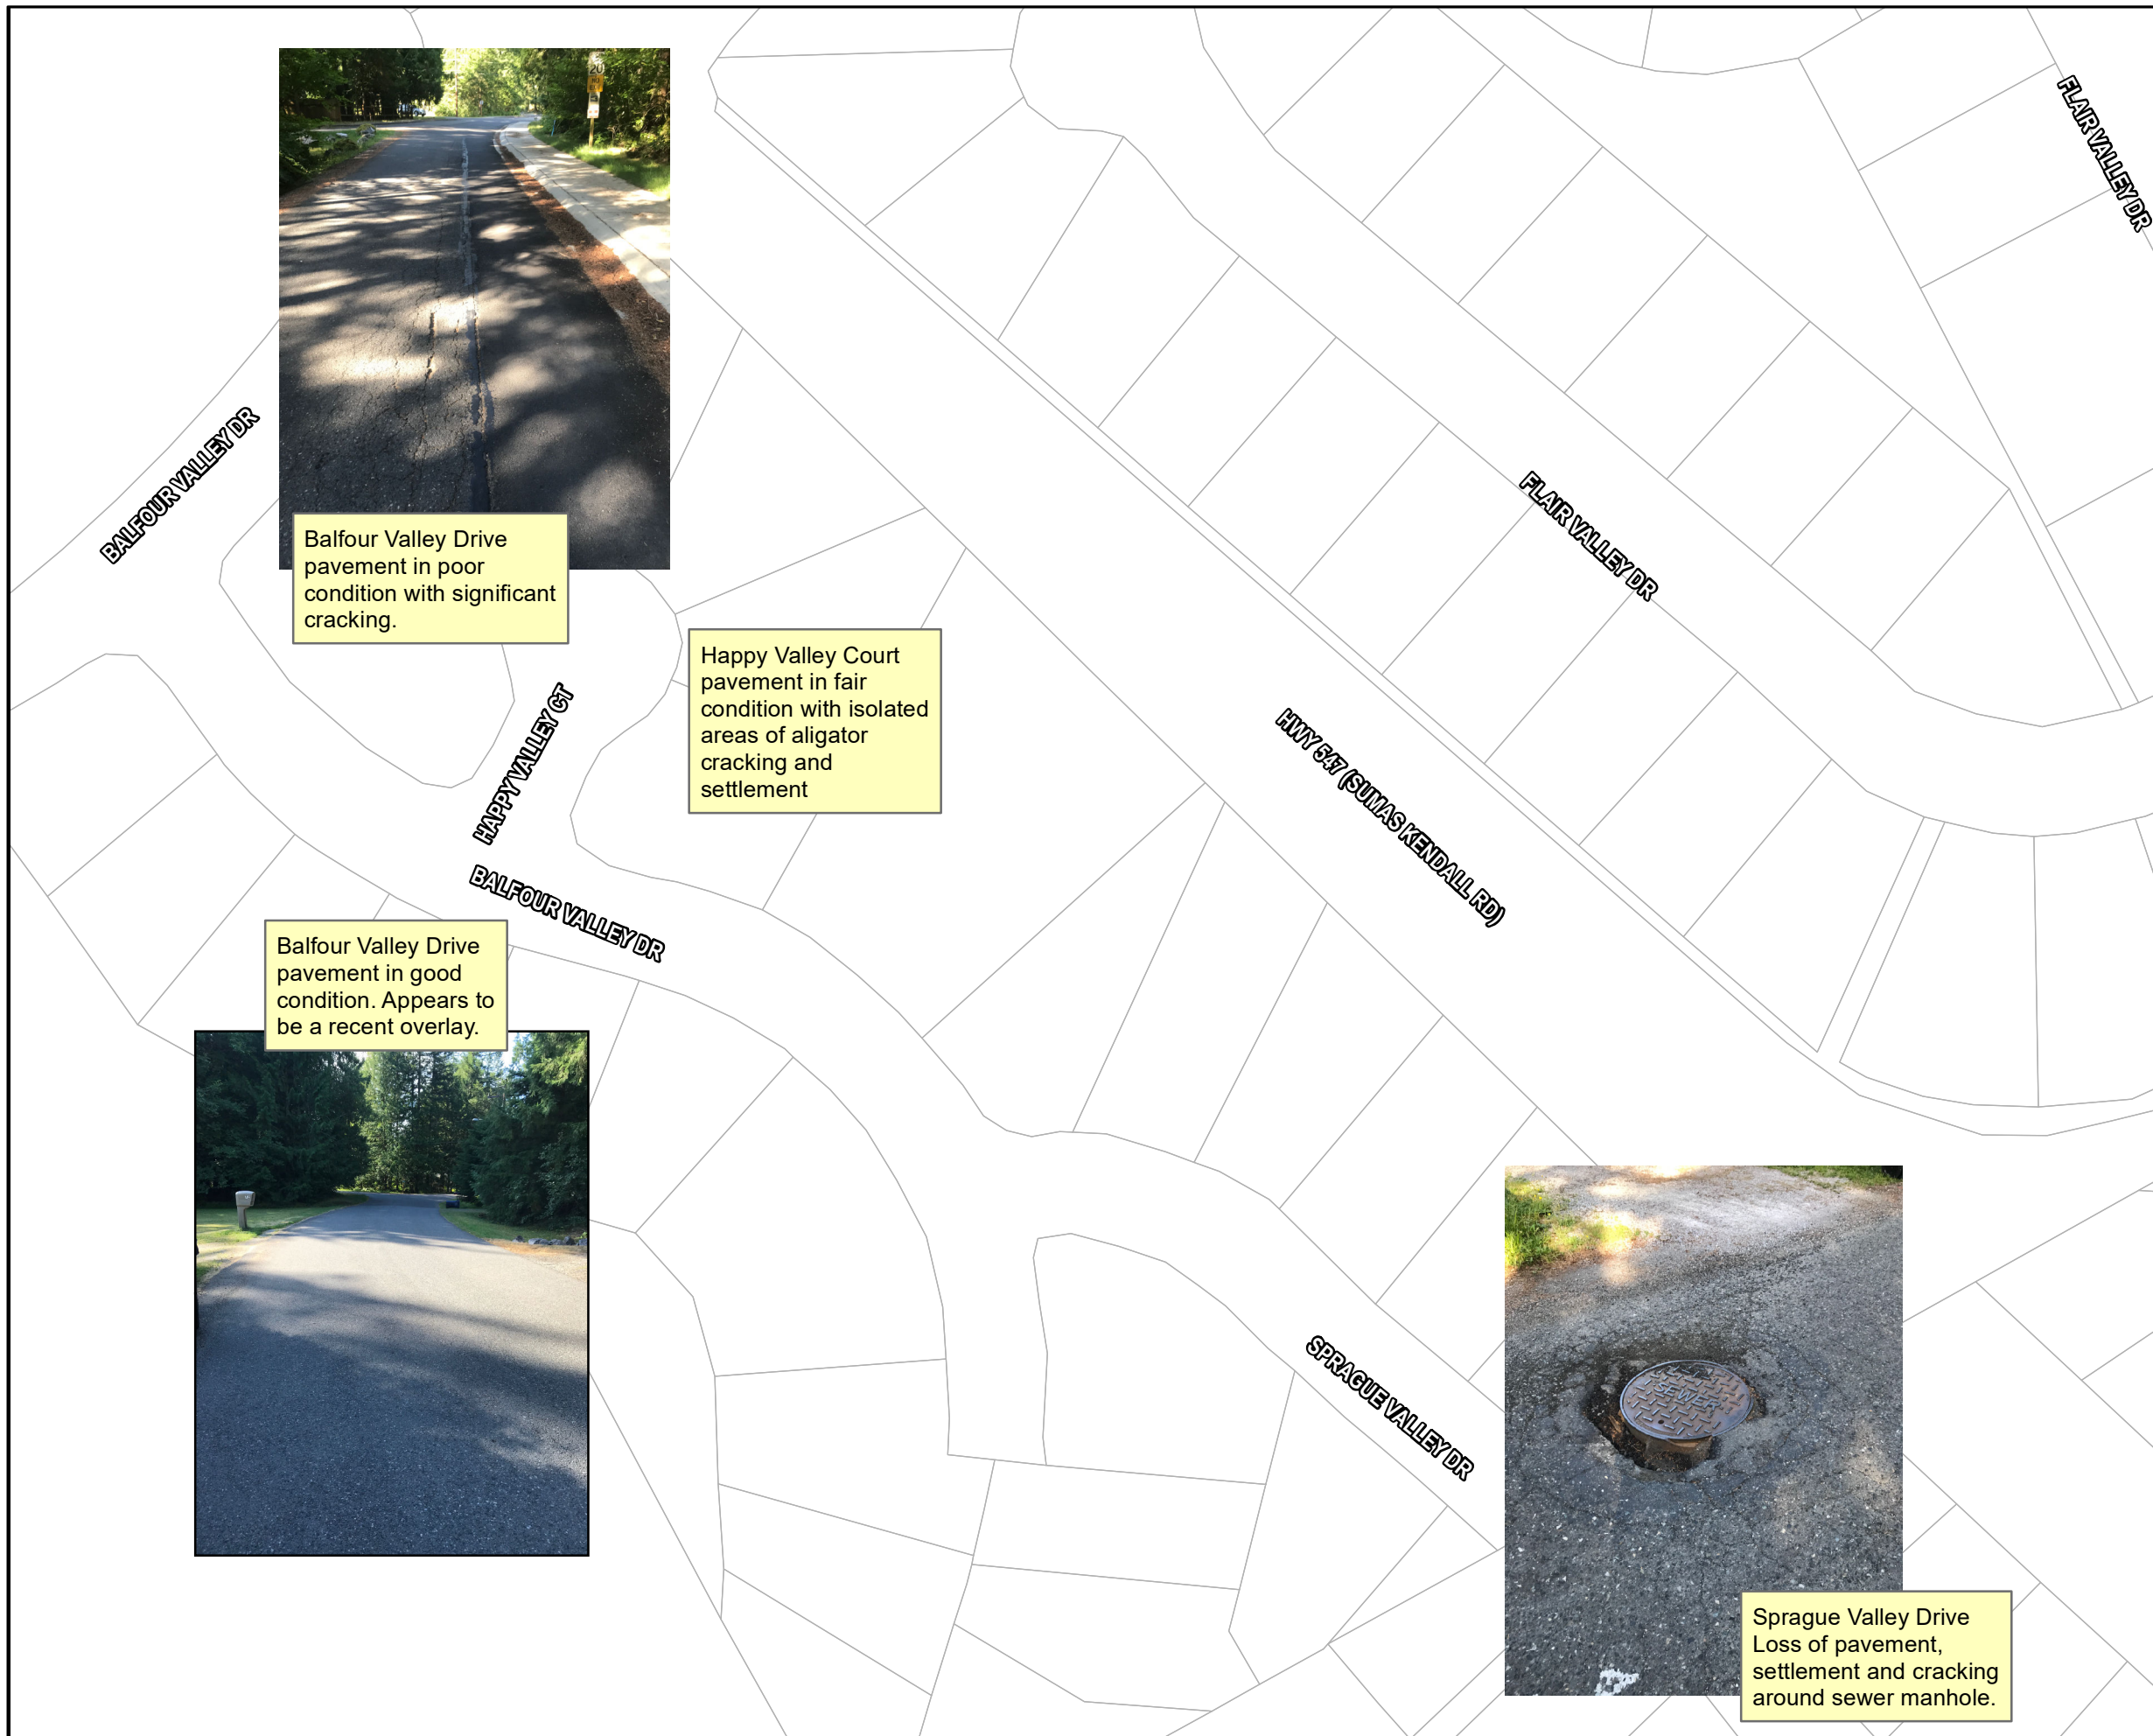 20
FLAIR VALLEY DR
BALFOUR VALLEY DR
FLAIR VALLEY DR
Balfour Valley Drive
pavement in poor
condition with significant
cracking.
Happy Valley Court
pavement in fair
condition with isolated
areas of aligator
cracking and
settlement
HAPPY VALLEY CT
HWY 547 (SUMAS KENDALL RD)
BALFOUR VALLEY DR
Balfour Valley Drive
pavement in good
condition. Appears to
be a recent overlay.
SPRAGUE VALLEY DR
SEWER
Sprague Valley Drive
Loss of pavement,
settlement and cracking
around sewer manhole.